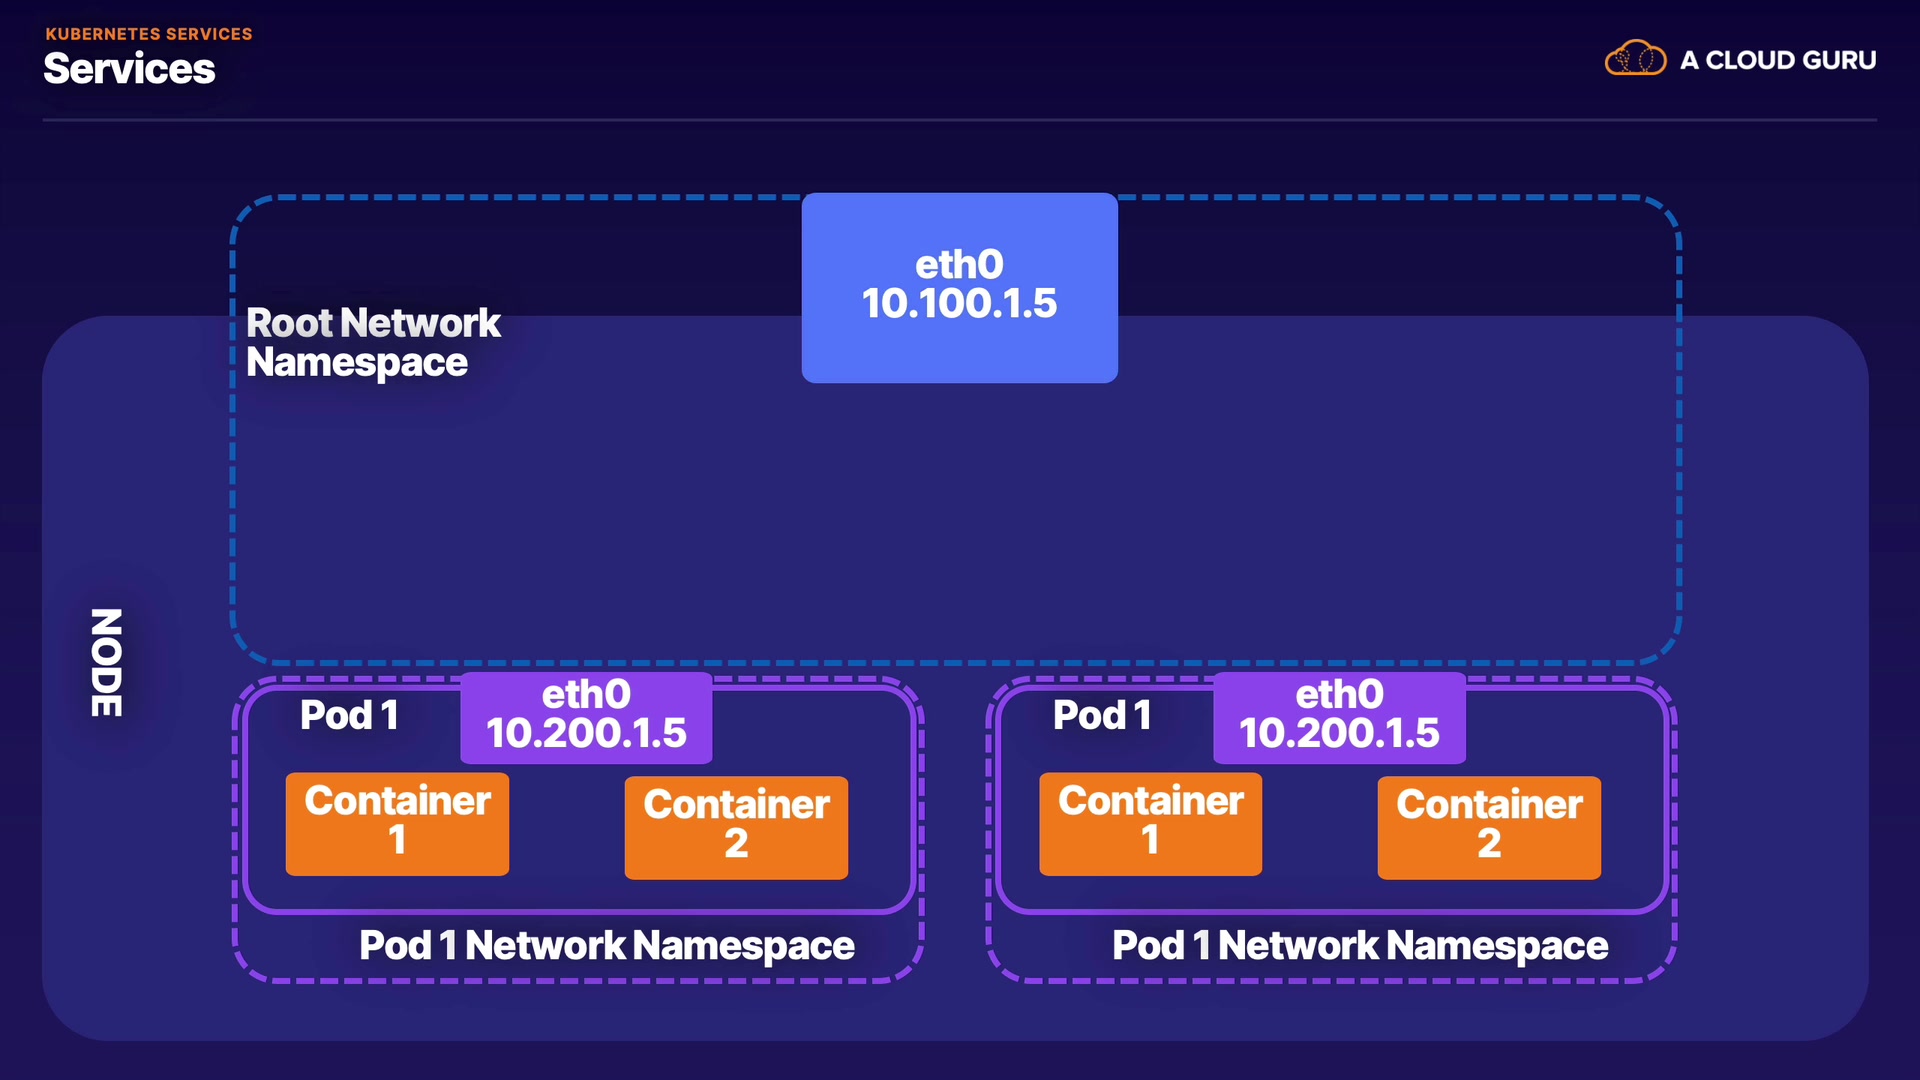 KUBERNETES SERVICES
Services
A CLOUD GURU
eth0
10.100.1.5
Root Network
Namespace
NODE
Pod 1
eth0
10.200.1.5
Container
1
Container
2
Pod 1 Network Namespace
Pod 1
eth0
10.200.1.5
Container
1
Container
2
Pod 1 Network Namespace